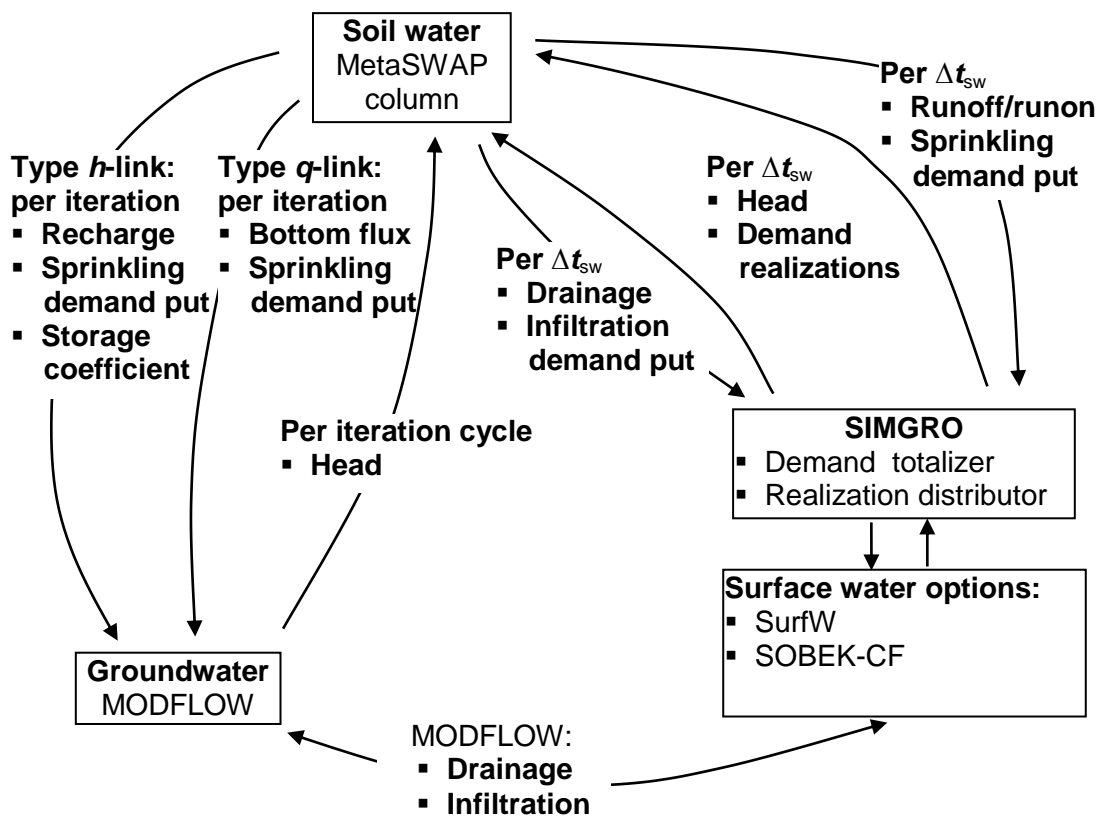 Soil water
MetaSWAP
column
Per Δtsw
▪ Runoff/runon
▪ Sprinkling
demand put
Type h-link:
per iteration
▪ Recharge
▪ Sprinkling
demand put
▪ Storage
coefficient
Type q-link:
per iteration
▪ Bottom flux
▪ Sprinkling
demand put
Per Δtsw
▪ Head
▪ Demand
realizations
Per Δtsw
▪ Drainage
▪ Infiltration
demand put
Per iteration cycle
▪ Head
SIMGRO
▪ Demand totalizer
▪ Realization distributor
Surface water options:
▪ SurfW
▪ SOBEK-CF
Groundwater
MODFLOW
MODFLOW:
▪ Drainage
▪ Infiltration